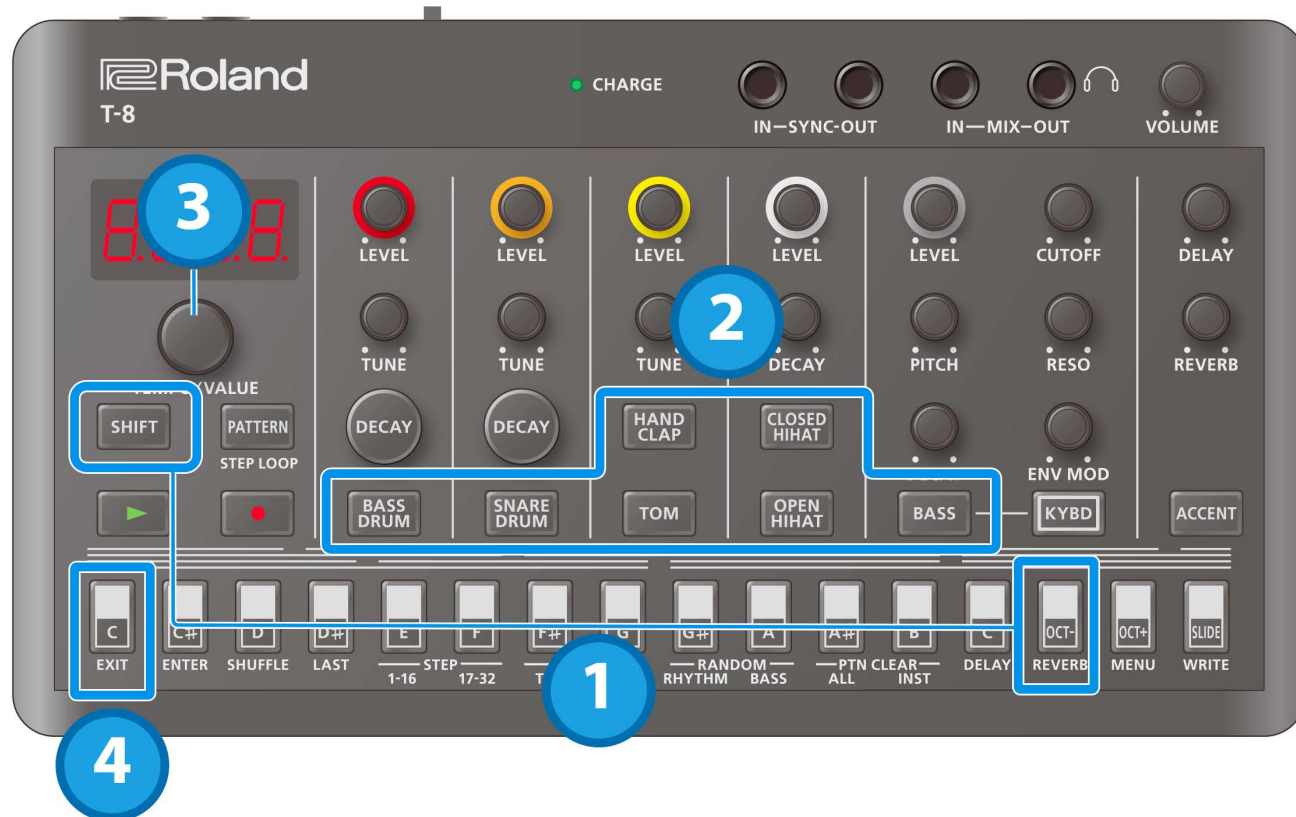 Roland
T-8
CHARGE
IN—SYNC-OUT
IN—MIX—OUT
VOLUME
8. 8.
3
LEVEL LEVEL LEVEL LEVEL LEVEL CUTOFF DELAY
2
TUNE TUNE TUNE DECAY PITCH RESO REVERB
VALUE
SHIFT PATTERN DECAY DECAY HAND CLAP CLOSED HIHAT
STEP LOOP ENV MOD
BASS DRUM SNARE DRUM TOM OPEN HIHAT BASS KYBD ACCENT
C C# D D# E F F# G G# A A# B C OCT- OCT+ SLIDE
EXIT ENTER SHUFFLE LAST STEP RANDOM PTN CLEAR DELAY REVERB MENU WRITE
1-16 17-32 RHYTHM BASS ALL INST
1
4